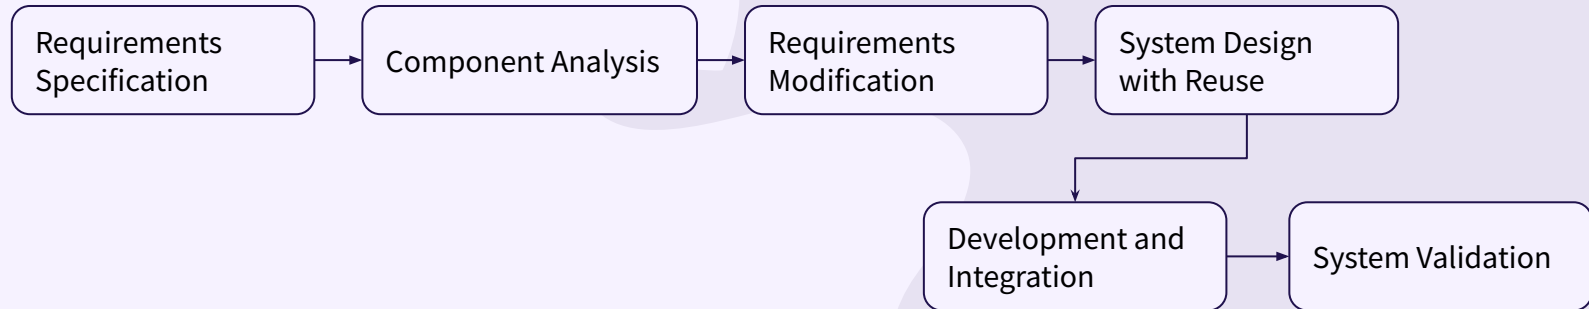 Requirements
Specification
Component Analysis
Requirements
Modification
System Design
with Reuse
Development and
Integration
System Validation